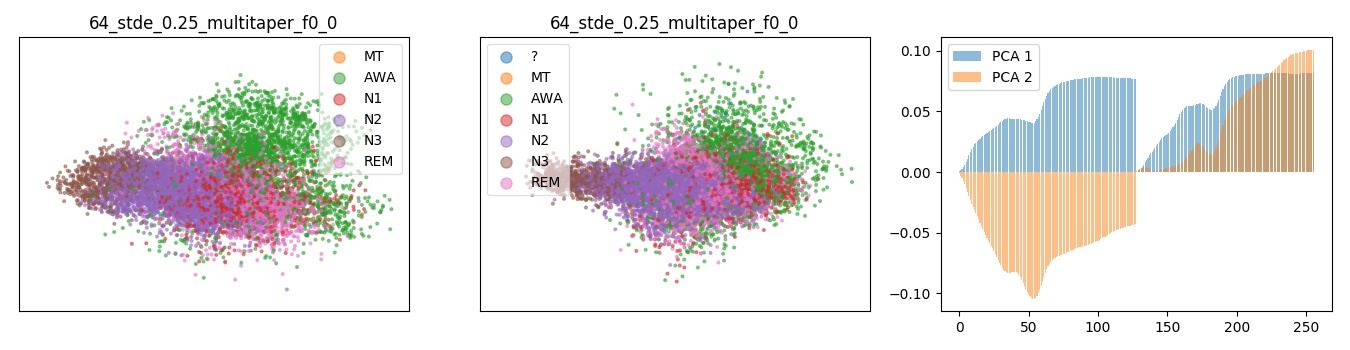 64_stde_0.25_multitaper_f0_0
MT
AWA
N1
N2
N3
REM
64_stde_0.25_multitaper_f0_0
?
MT
AWA
N1
N2
N3
REM
PCA 1
PCA 2
0.10
0.05
0.00
−0.05
−0.10
0 50 100 150 200 250